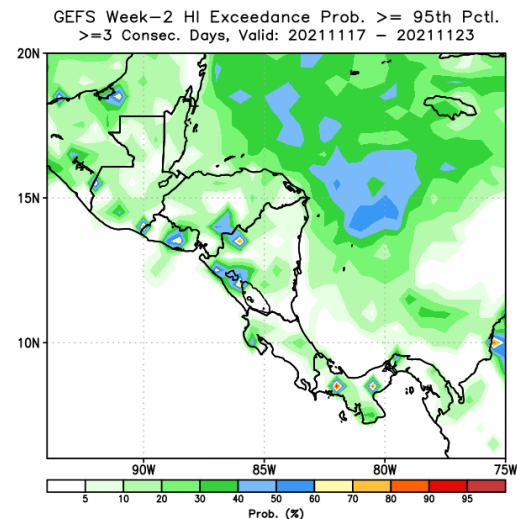 GEFS Week-2 HI Exceedance Prob. >= 95th Pctl.
>=3 Consec. Days, Valid: 20211117 - 20211123
20N
15N
10N
90W 85W 80W 75W
5 10 20 30 40 50 60 70 80 90 95
Prob. (%)